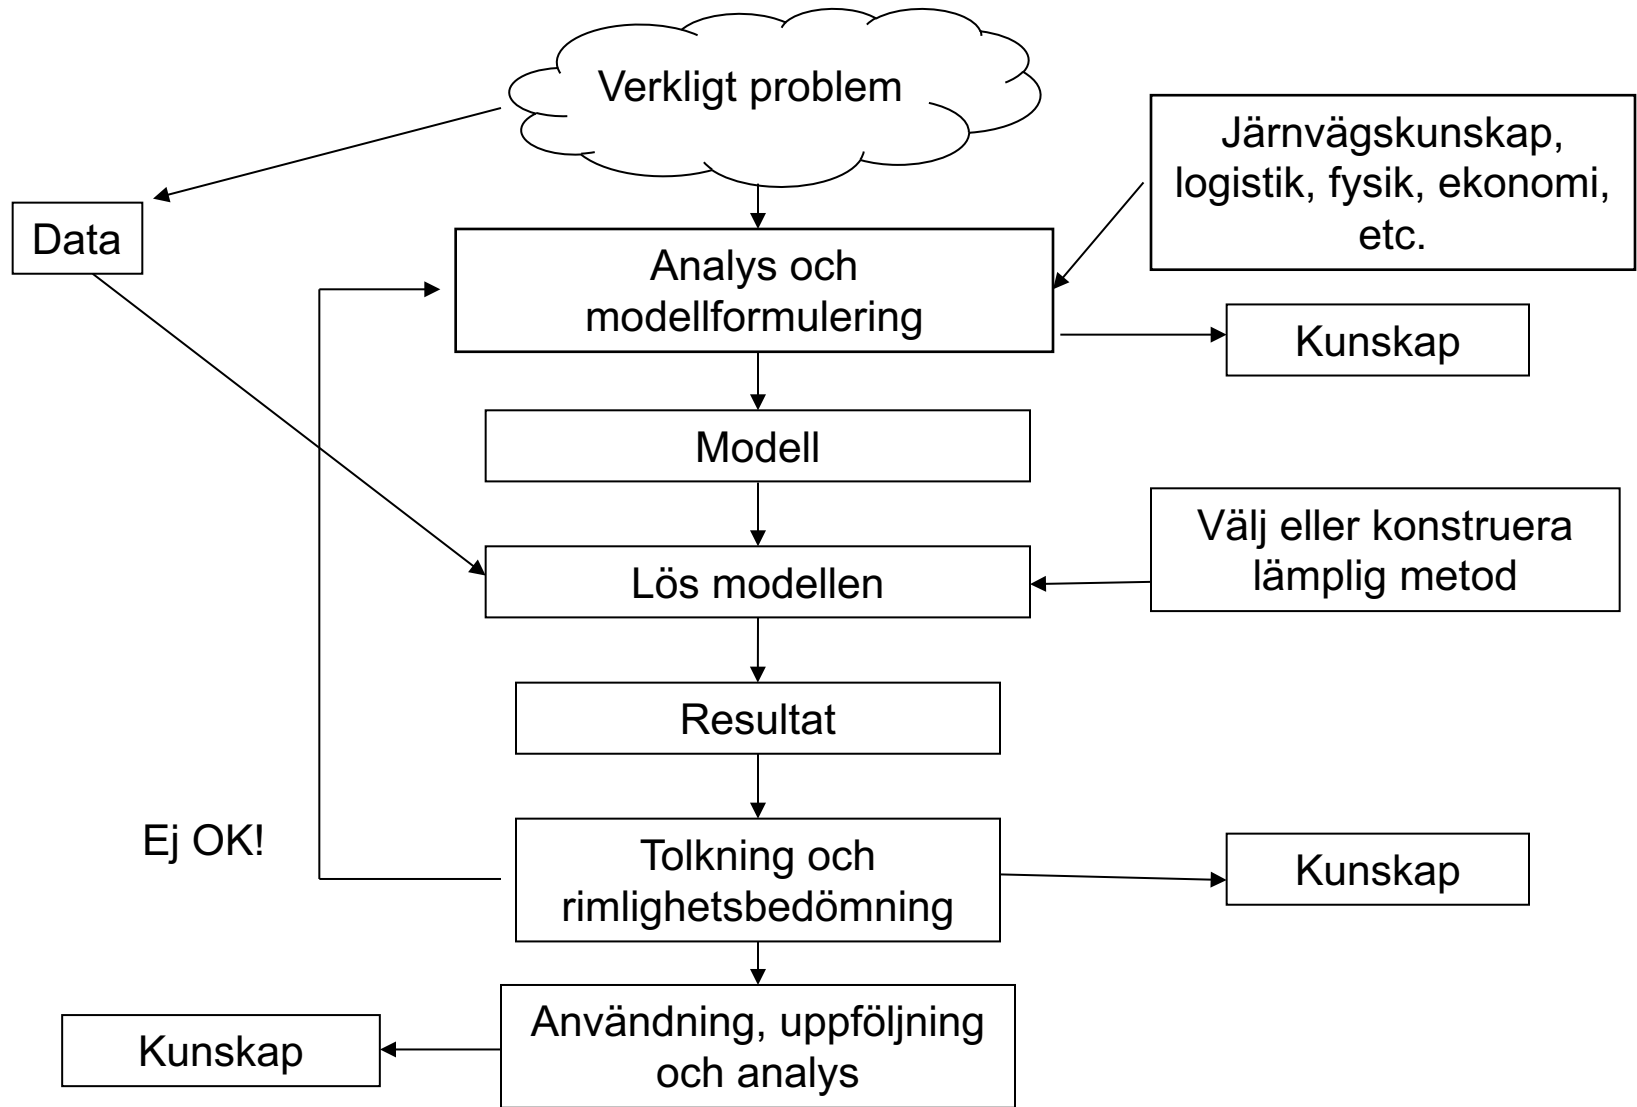 Verkligt problem
Järnvägskunskap,
logistik, fysik, ekonomi,
etc.
Data
Analys och
modellformulering
Kunskap
Modell
Välj eller konstruera
lämplig metod
Lös modellen
Resultat
Ej OK!
Tolkning och
rimlighetsbedömning
Kunskap
Användning, uppföljning
och analys
Kunskap